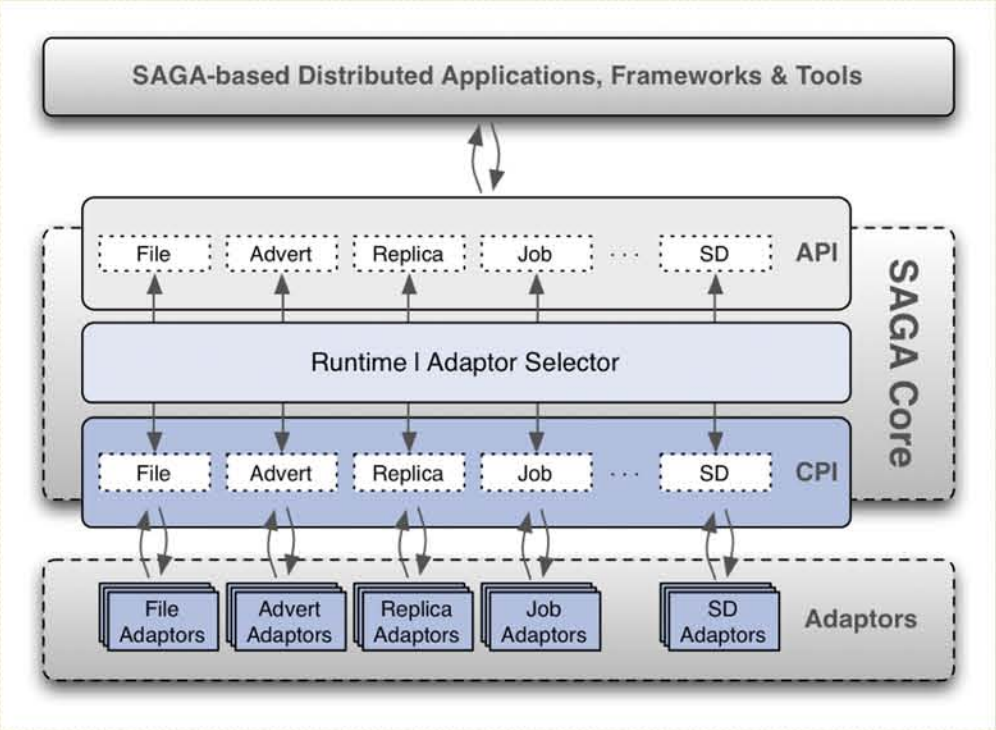 SAGA-based Distributed Applications, Frameworks & Tools
File Advert Replica Job · · · SD API
Runtime | Adaptor Selector
File Advert Replica Job · · · SD CPI
SAGA Core
File Advert Replica Job SD
Adaptors Adaptors Adaptors Adaptors Adaptors
Adaptors